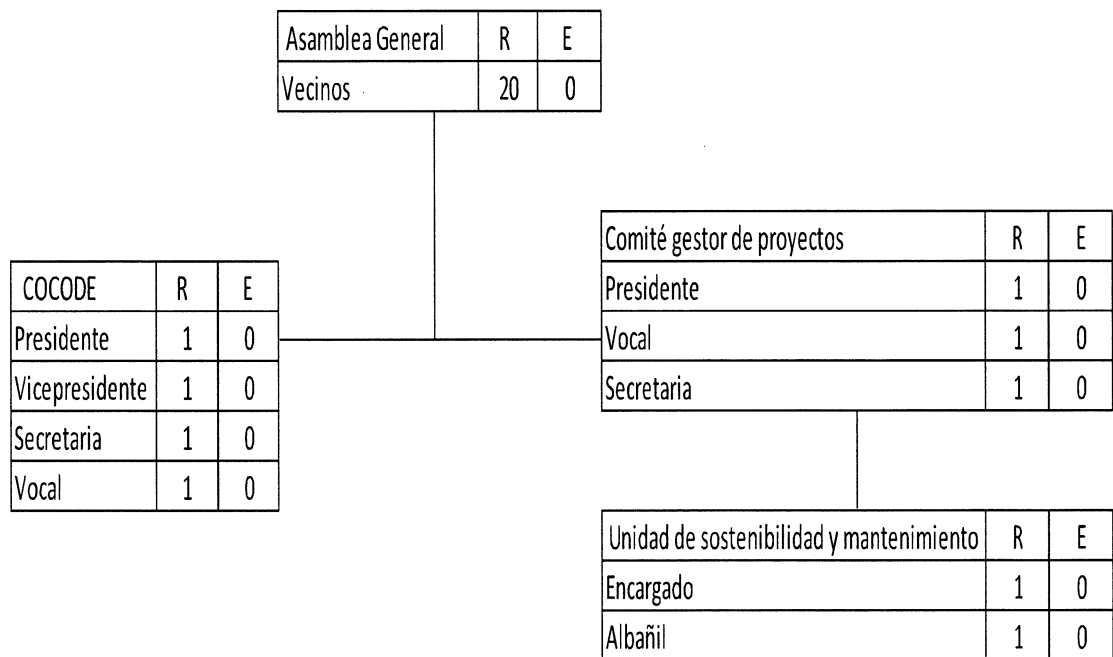 Asamblea General R E
Vecinos 20 0
Comité gestor de proyectos R E
Presidente 1 0
Vocal 1 0
Secretaria 1 0
COCODE R E
Presidente 1 0
Vicepresidente 1 0
Secretaria 1 0
Vocal 1 0
Unidad de sostenibilidad y mantenimiento R E
Encargado 1 0
Albañil 1 0